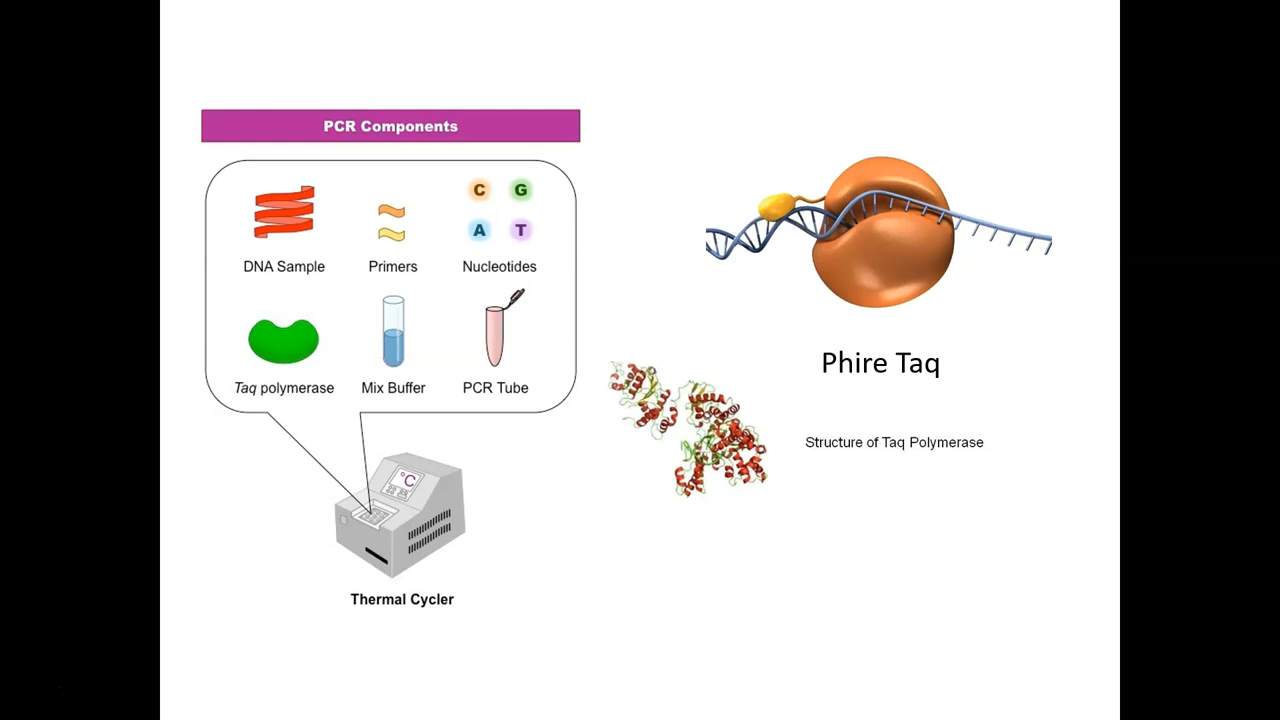 PCR Components
C G
A T
DNA Sample Primers Nucleotides
Taq polymerase Mix Buffer PCR Tube
°C
Thermal Cycler
Phire Taq
Structure of Taq Polymerase